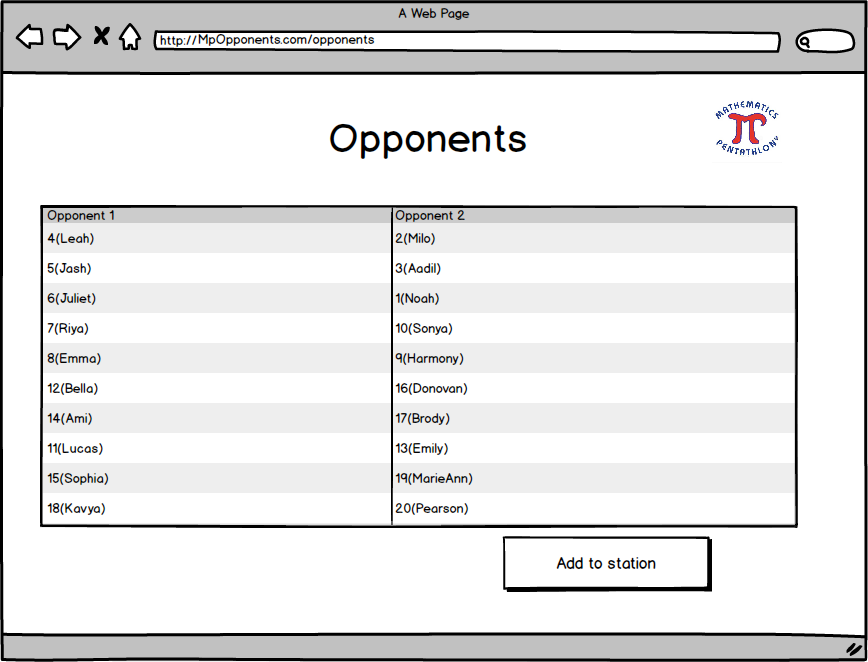 A Web Page
http://MpOpponents.com/opponents
MATHEMATICS
PENTATHLON®
Opponents
Opponent 1 Opponent 2
4(Leah) 2(Milo)
5(Jash) 3(Aadil)
6(Juliet) 1(Noah)
7(Riya) 10(Sonya)
8(Emma) 9(Harmony)
12(Bella) 16(Donovan)
14(Ami) 17(Brody)
11(Lucas) 13(Emily)
15(Sophia) 19(MarieAnn)
18(Kavya) 20(Pearson)
Add to station